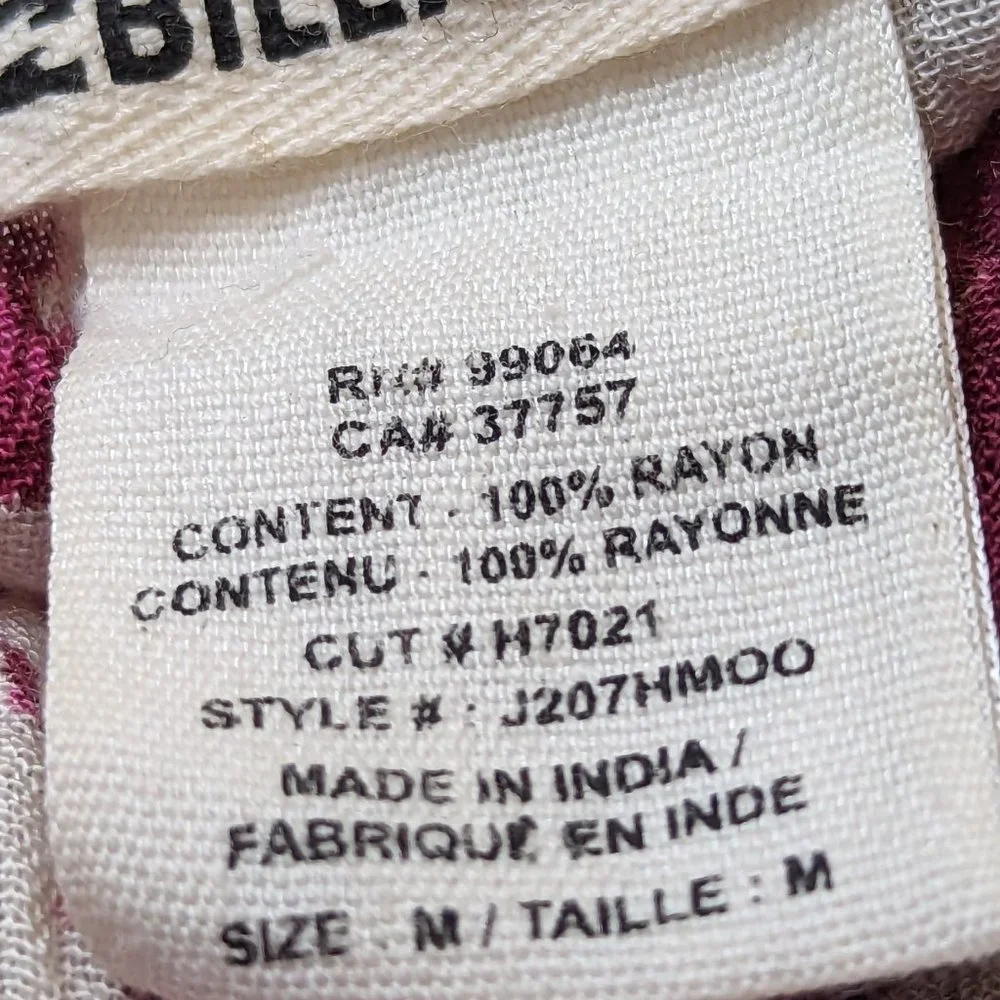 RN# 99064
CA# 37757
CONTENT - 100% RAYON
CONTENU - 100% RAYONNE
CUT # H7021
STYLE # : J207HMOO
MADE IN INDIA /
FABRIQUE EN INDE
SIZE : M / TAILLE : M